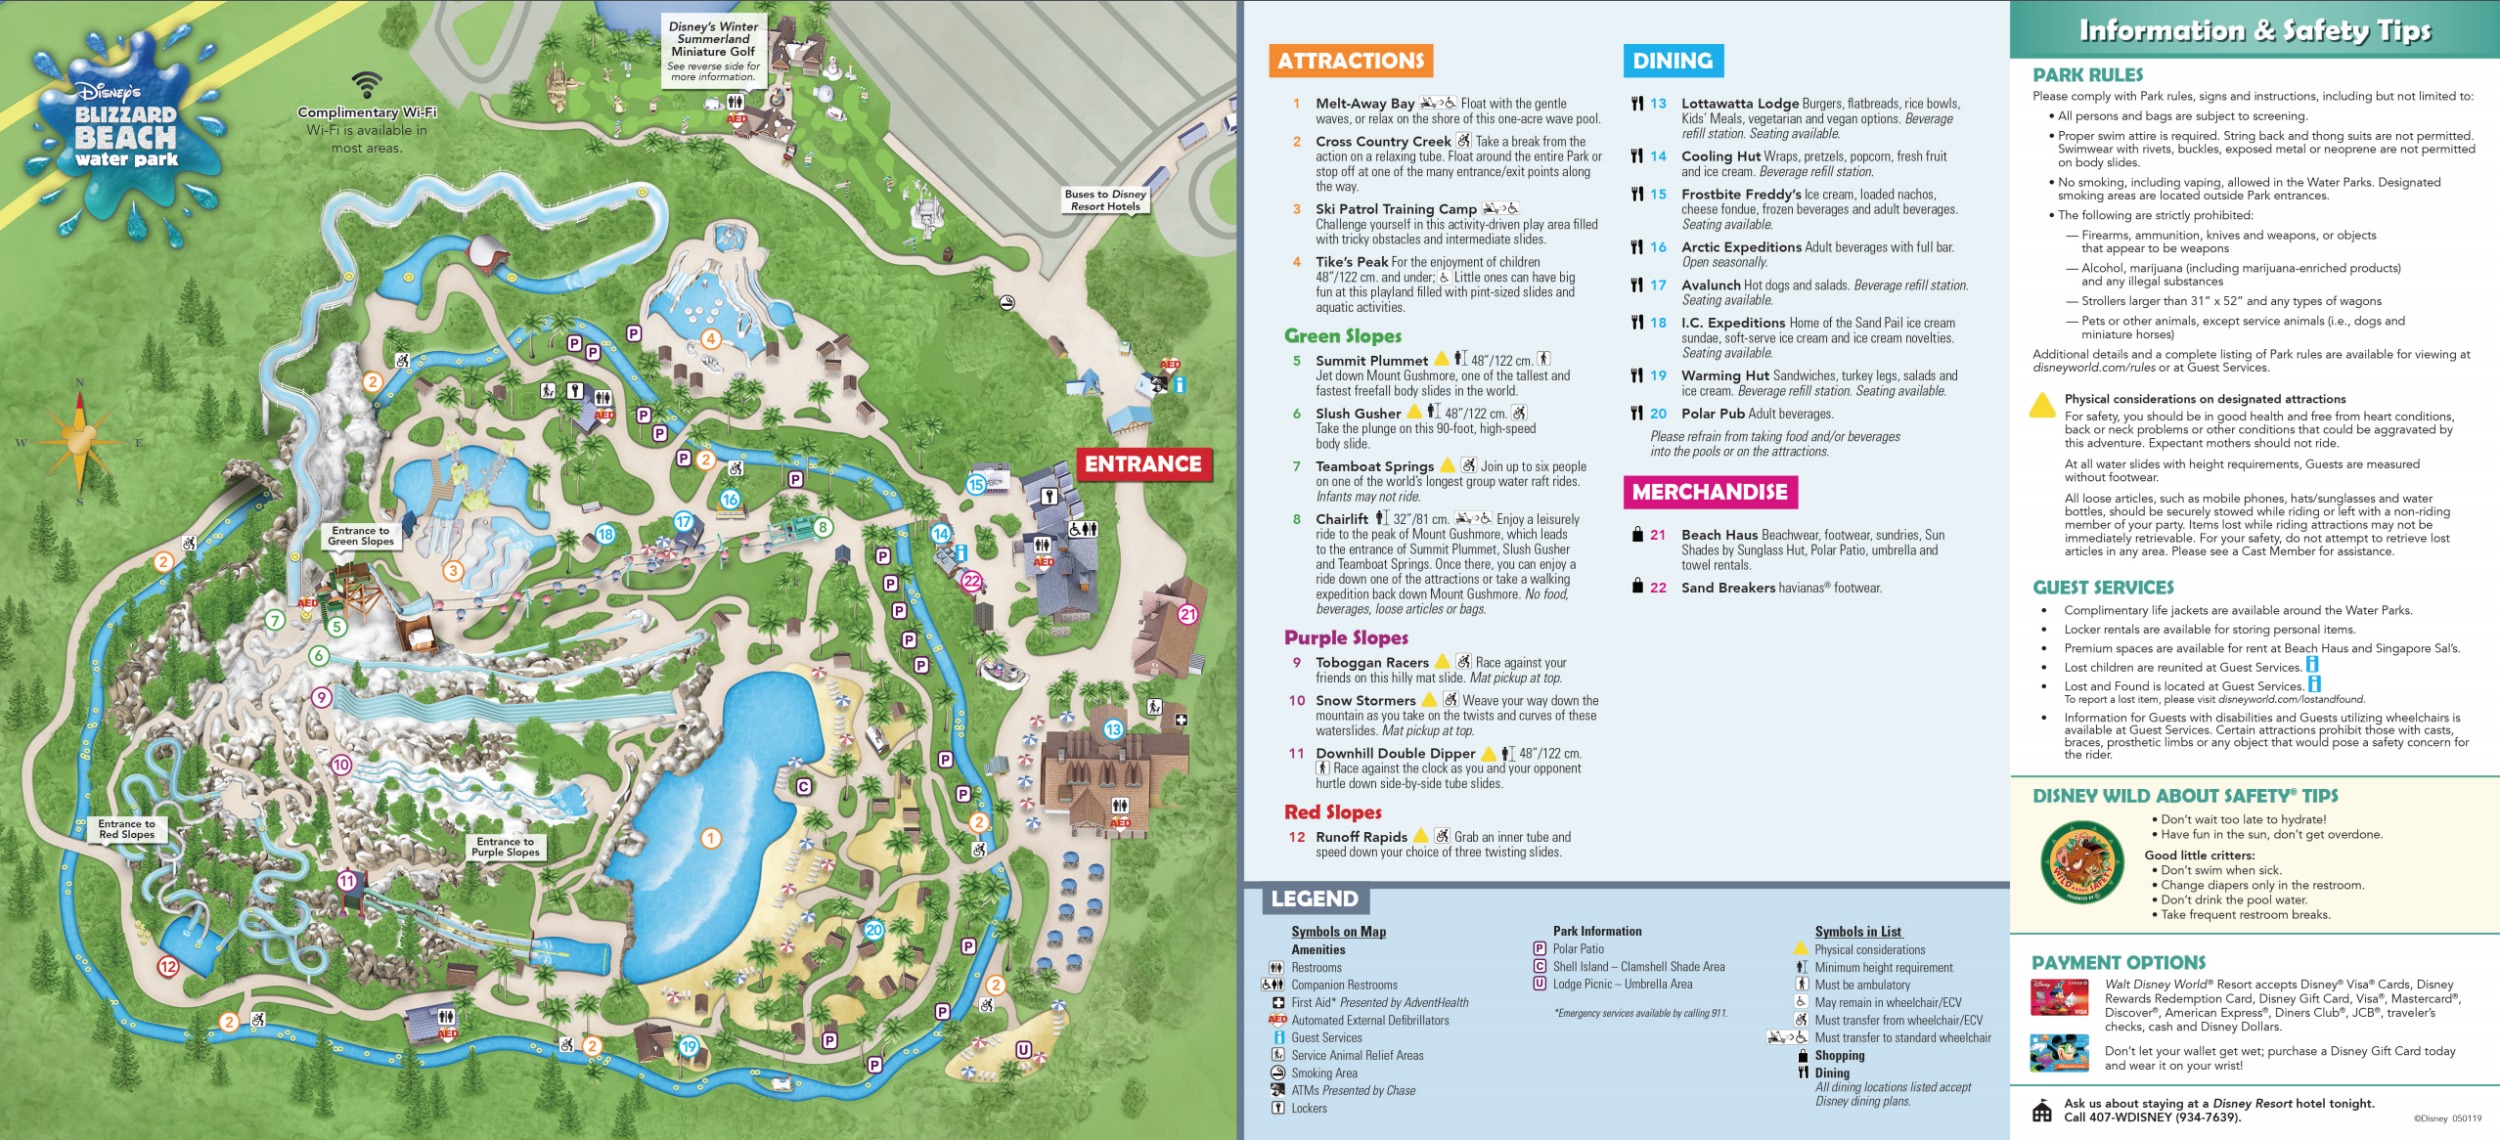 Disney's
BLIZZARD
BEACH
water park
Complimentary Wi-Fi
Wi-Fi is available in
most areas.
Disney's Winter
Summerland
Miniature Golf
See reverse side for
more information.
AED
Buses to Disney
Resort Hotels
N
W E
S
P
P
P
4
2
AED
i
AED
P
P
P
2
P
ENTRANCE
15
16
17
18
8
14
i
Entrance to
Green Slopes
2
3
P
AED
22
P
P
21
AED
7
5
P
6
P
9
13
10
P
C
P
Entrance to
Red Slopes
Entrance to
Purple Slopes
1
2
AED
11
20
P
12
2
P
2
AED
2
19
P
P
U
ATTRACTIONS
1 Melt-Away Bay Float with the gentle
waves, or relax on the shore of this one-acre wave pool.
2 Cross Country Creek Take a break from the
action on a relaxing tube. Float around the entire Park or
stop off at one of the many entrance/exit points along
the way.
3 Ski Patrol Training Camp
Challenge yourself in this activity-driven play area filled
with tricky obstacles and intermediate slides.
4 Tike's Peak For the enjoyment of children
48"/122 cm. and under; Little ones can have big
fun at this playland filled with pint-sized slides and
aquatic activities.
Green Slopes
5 Summit Plummet 48"/122 cm.
Jet down Mount Gushmore, one of the tallest and
fastest freefall body slides in the world.
6 Slush Gusher 48"/122 cm.
Take the plunge on this 90-foot, high-speed
body slide.
7 Teamboat Springs Join up to six people
on one of the world's longest group water raft rides.
Infants may not ride.
8 Chairlift 32"/81 cm. Enjoy a leisurely
ride to the peak of Mount Gushmore, which leads
to the entrance of Summit Plummet, Slush Gusher
and Teamboat Springs. Once there, you can enjoy a
ride down one of the attractions or take a walking
expedition back down Mount Gushmore. No food,
beverages, loose articles or bags.
Purple Slopes
9 Toboggan Racers Race against your
friends on this hilly mat slide. Mat pickup at top.
10 Snow Stormers Weave your way down the
mountain as you take on the twists and curves of these
waterslides. Mat pickup at top.
11 Downhill Double Dipper 48"/122 cm.
Race against the clock as you and your opponent
hurtle down side-by-side tube slides.
Red Slopes
12 Runoff Rapids Grab an inner tube and
speed down your choice of three twisting slides.
DINING
13 Lottawatta Lodge Burgers, flatbreads, rice bowls,
Kids' Meals, vegetarian and vegan options. Beverage
refill station. Seating available.
14 Cooling Hut Wraps, pretzels, popcorn, fresh fruit
and ice cream. Beverage refill station.
15 Frostbite Freddy's Ice cream, loaded nachos,
cheese fondue, frozen beverages and adult beverages.
Seating available.
16 Arctic Expeditions Adult beverages with full bar.
Open seasonally.
17 Avalunch Hot dogs and salads. Beverage refill station.
Seating available.
18 I.C. Expeditions Home of the Sand Pail ice cream
sundae, soft-serve ice cream and ice cream novelties.
Seating available.
19 Warming Hut Sandwiches, turkey legs, salads and
ice cream. Beverage refill station. Seating available.
20 Polar Pub Adult beverages.
Please refrain from taking food and/or beverages
into the pools or on the attractions.
MERCHANDISE
21 Beach Haus Beachwear, footwear, sundries, Sun
Shades by Sunglass Hut, Polar Patio, umbrella and
towel rentals.
22 Sand Breakers havianas® footwear.
LEGEND
Symbols on Map
Amenities
Restrooms
Companion Restrooms
First Aid* Presented by AdventHealth
AED Automated External Defibrillators
i Guest Services
Service Animal Relief Areas
Smoking Area
ATMs Presented by Chase
Lockers
Park Information
P Polar Patio
C Shell Island – Clamshell Shade Area
U Lodge Picnic – Umbrella Area
*Emergency services available by calling 911.
Symbols in List
Physical considerations
Minimum height requirement
Must be ambulatory
May remain in wheelchair/ECV
Must transfer from wheelchair/ECV
Must transfer to standard wheelchair
Shopping
Dining
All dining locations listed accept
Disney dining plans.
Information & Safety Tips
PARK RULES
Please comply with Park rules, signs and instructions, including but not limited to:
• All persons and bags are subject to screening.
• Proper swim attire is required. String back and thong suits are not permitted.
Swimwear with rivets, buckles, exposed metal or neoprene are not permitted
on body slides.
• No smoking, including vaping, allowed in the Water Parks. Designated
smoking areas are located outside Park entrances.
• The following are strictly prohibited:
— Firearms, ammunition, knives and weapons, or objects
that appear to be weapons
— Alcohol, marijuana (including marijuana-enriched products)
and any illegal substances
— Strollers larger than 31" x 52" and any types of wagons
— Pets or other animals, except service animals (i.e., dogs and
miniature horses)
Additional details and a complete listing of Park rules are available for viewing at
disneyworld.com/rules or at Guest Services.
Physical considerations on designated attractions
For safety, you should be in good health and free from heart conditions,
back or neck problems or other conditions that could be aggravated by
this adventure. Expectant mothers should not ride.
At all water slides with height requirements, Guests are measured
without footwear.
All loose articles, such as mobile phones, hats/sunglasses and water
bottles, should be securely stowed while riding or left with a non-riding
member of your party. Items lost while riding attractions may not be
immediately retrievable. For your safety, do not attempt to retrieve lost
articles in any area. Please see a Cast Member for assistance.
GUEST SERVICES
• Complimentary life jackets are available around the Water Parks.
• Locker rentals are available for storing personal items.
• Premium spaces are available for rent at Beach Haus and Singapore Sal's.
• Lost children are reunited at Guest Services. i
• Lost and Found is located at Guest Services. i
To report a lost item, please visit disneyworld.com/lostandfound.
• Information for Guests with disabilities and Guests utilizing wheelchairs is
available at Guest Services. Certain attractions prohibit those with casts,
braces, prosthetic limbs or any object that would pose a safety concern for
the rider.
DISNEY WILD ABOUT SAFETY® TIPS
WILD ABOUT SAFETY
• Don't wait too late to hydrate!
• Have fun in the sun, don't get overdone.
Good little critters:
• Don't swim when sick.
• Change diapers only in the restroom.
• Don't drink the pool water.
• Take frequent restroom breaks.
PAYMENT OPTIONS
Walt Disney World® Resort accepts Disney® Visa® Cards, Disney
Rewards Redemption Card, Disney Gift Card, Visa®, Mastercard®,
Discover®, American Express®, Diners Club®, JCB®, traveler's
checks, cash and Disney Dollars.
VISA
Don't let your wallet get wet; purchase a Disney Gift Card today
and wear it on your wrist!
Ask us about staying at a Disney Resort hotel tonight.
Call 407-WDISNEY (934-7639).
©Disney 050119